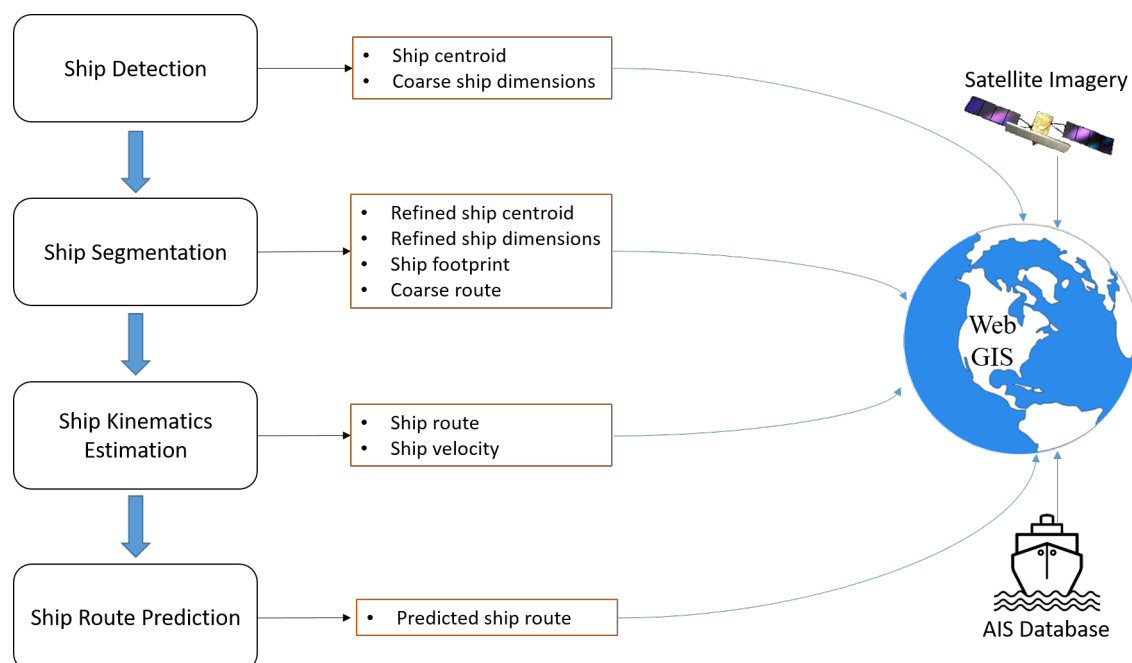 Ship Detection
• Ship centroid
• Coarse ship dimensions
Satellite Imagery
Ship Segmentation
• Refined ship centroid
• Refined ship dimensions
• Ship footprint
• Coarse route
Web
GIS
Ship Kinematics
Estimation
• Ship route
• Ship velocity
Ship Route Prediction
• Predicted ship route
AIS Database